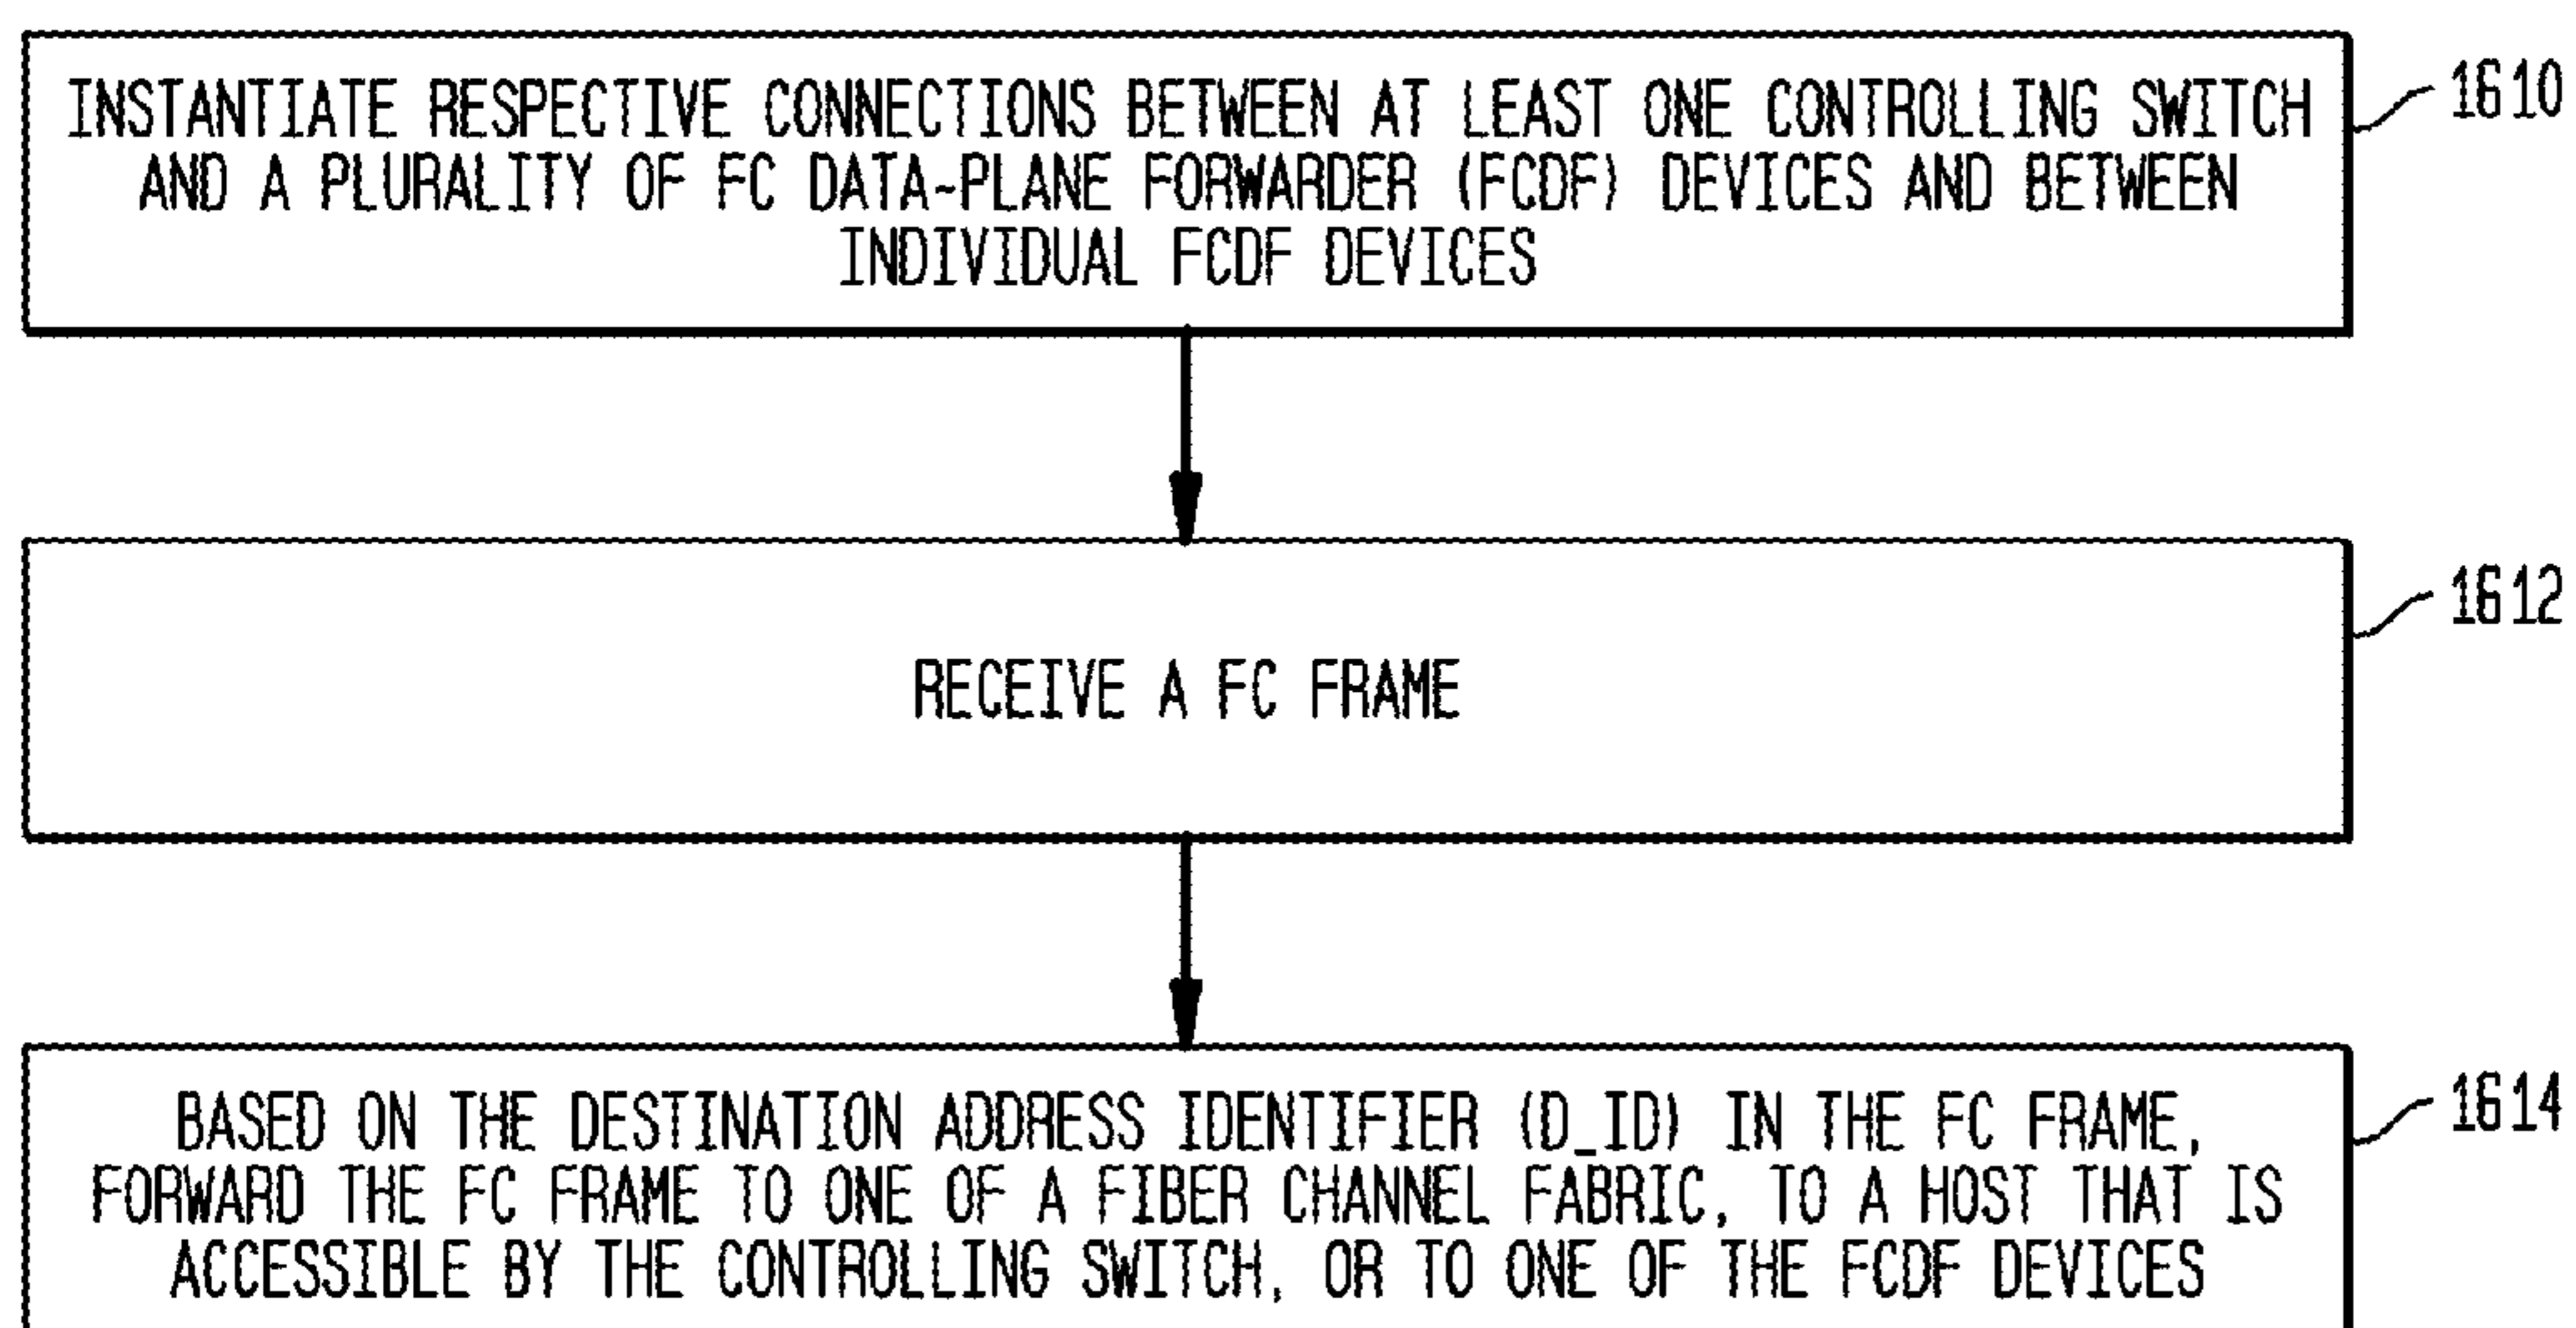 INSTANTIATE RESPECTIVE CONNECTIONS BETWEEN AT LEAST ONE CONTROLLING SWITCH
AND A PLURALITY OF FC DATA-PLANE FORWARDER (FCDF) DEVICES AND BETWEEN
INDIVIDUAL FCDF DEVICES
1610
RECEIVE A FC FRAME
1612
BASED ON THE DESTINATION ADDRESS IDENTIFIER (D_ID) IN THE FC FRAME,
FORWARD THE FC FRAME TO ONE OF A FIBER CHANNEL FABRIC, TO A HOST THAT IS
ACCESSIBLE BY THE CONTROLLING SWITCH, OR TO ONE OF THE FCDF DEVICES
1614